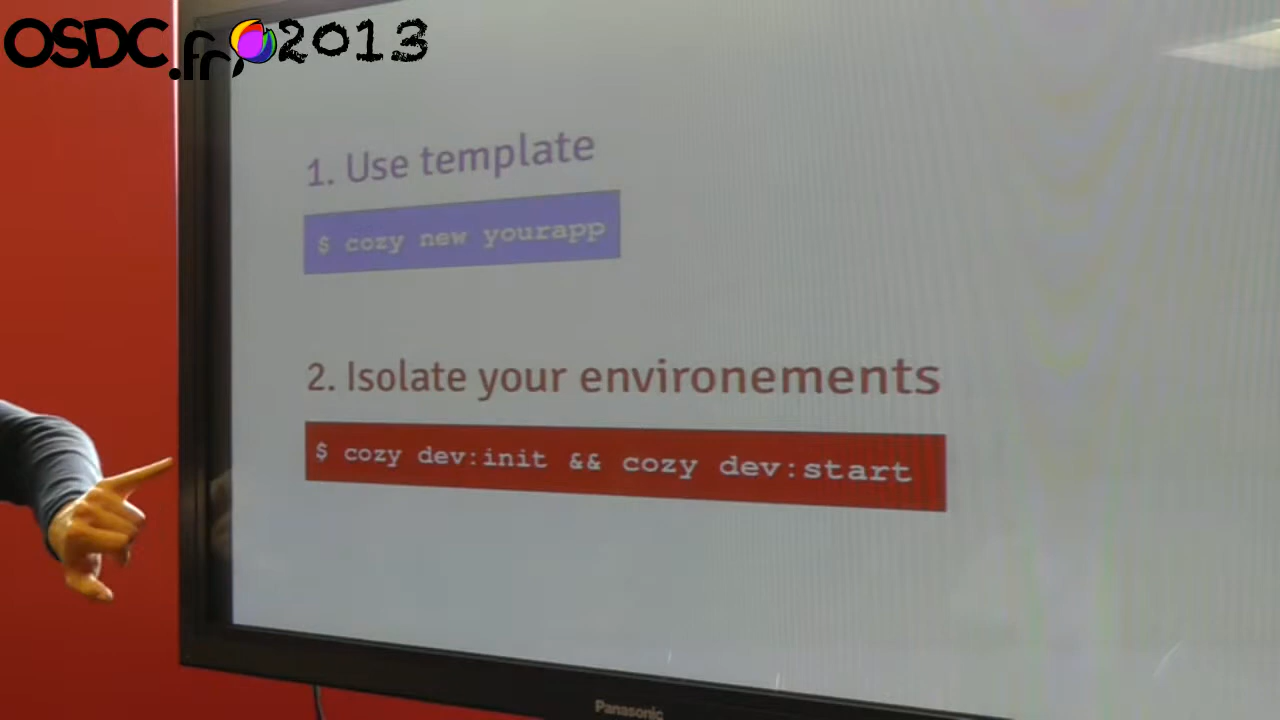 OSDC.fr 2013
1. Use template
$ cozy new yourapp
2. Isolate your environements
$ cozy dev:init && cozy dev:start
Panasonic